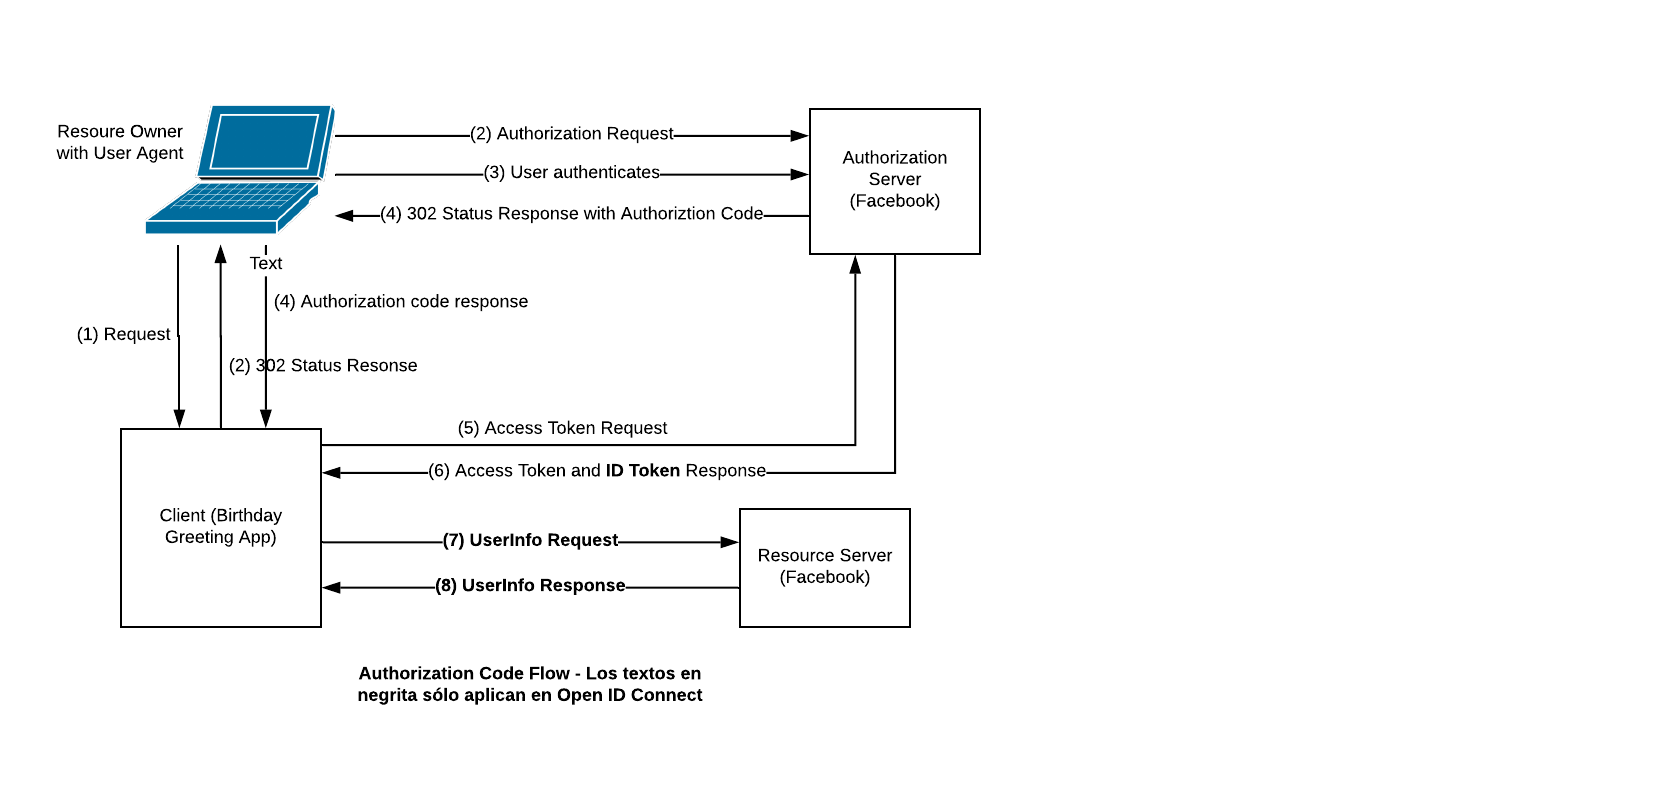 Resoure Owner
with User Agent
(2) Authorization Request
(3) User authenticates
(4) 302 Status Response with Authoriztion Code
Authorization
Server
(Facebook)
Text
(4) Authorization code response
(1) Request
(2) 302 Status Resonse
(5) Access Token Request
(6) Access Token and ID Token Response
Client (Birthday
Greeting App)
(7) UserInfo Request
(8) UserInfo Response
Resource Server
(Facebook)
Authorization Code Flow - Los textos en
negrita sólo aplican en Open ID Connect